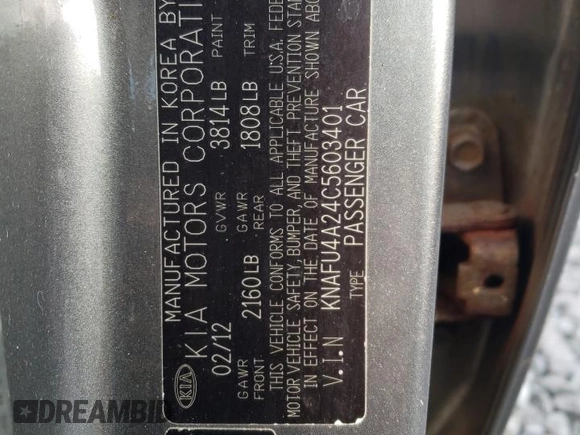 MANUFACTURED IN KOREA BY
KIA MOTORS CORPORATI
KIA
02/12 GVWR 3814LB PAINT
GAWR FRONT 2160LB GAWR REAR 1808LB TRIM
THIS VEHICLE CONFORMS TO ALL APPLICABLE U.S.A. FEDE
MOTOR VEHICLE SAFETY, BUMPER, AND THEFT PREVENTION STA
IN EFFECT ON THE DATE OF MANUFACTURE SHOWN ABO
V.I.N KNAFU4A24C5603401
TYPE PASSENGER CAR
DREAMBID